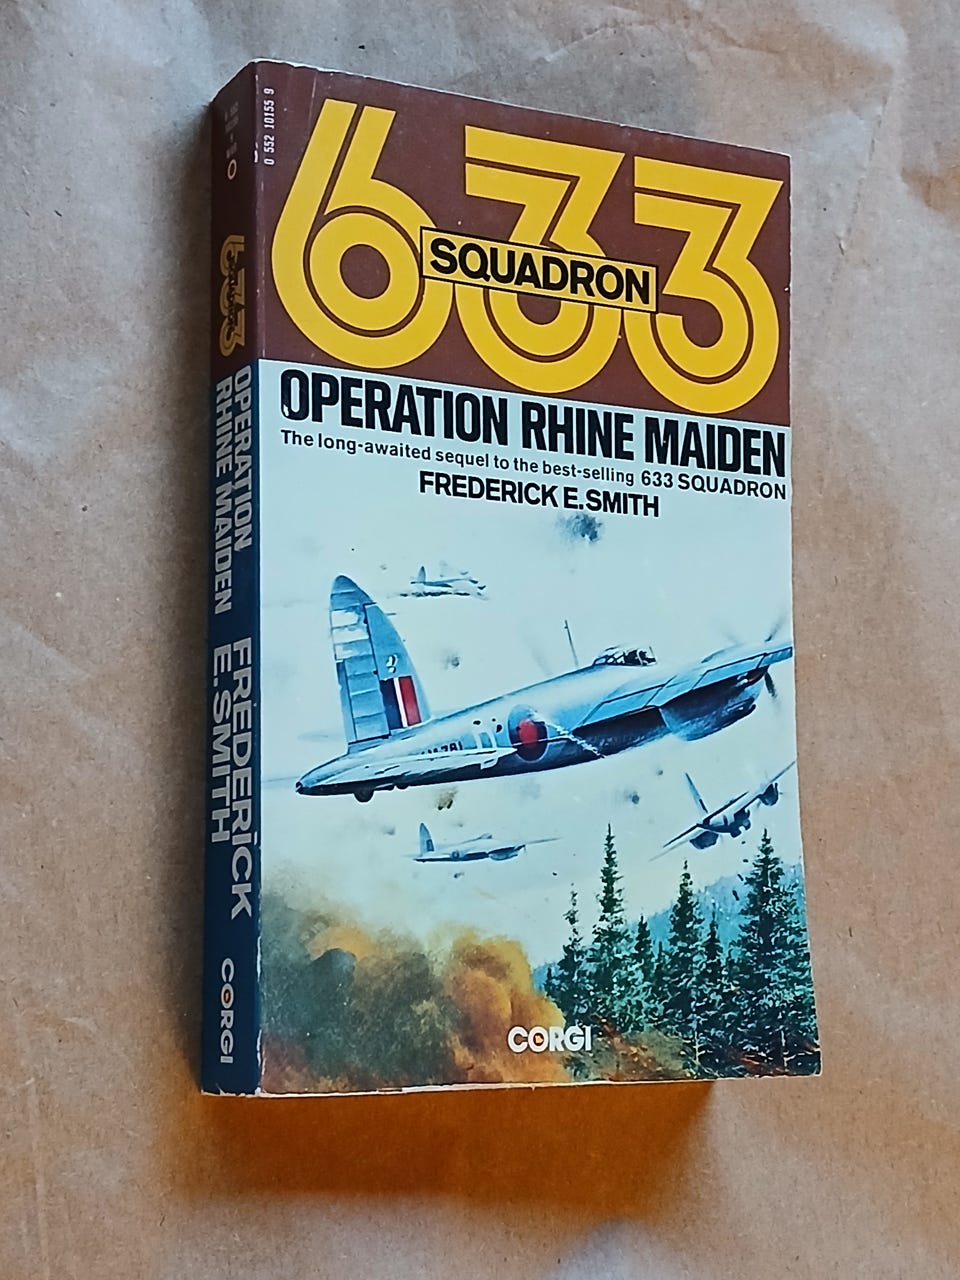 0 552 10155 9
633
SQUADRON
OPERATION RHINE MAIDEN
The long-awaited sequel to the best-selling 633 SQUADRON
FREDERICK E. SMITH
CORGI
633
OPERATION
RHINE MAIDEN
FREDERICK
E. SMITH
CORGI